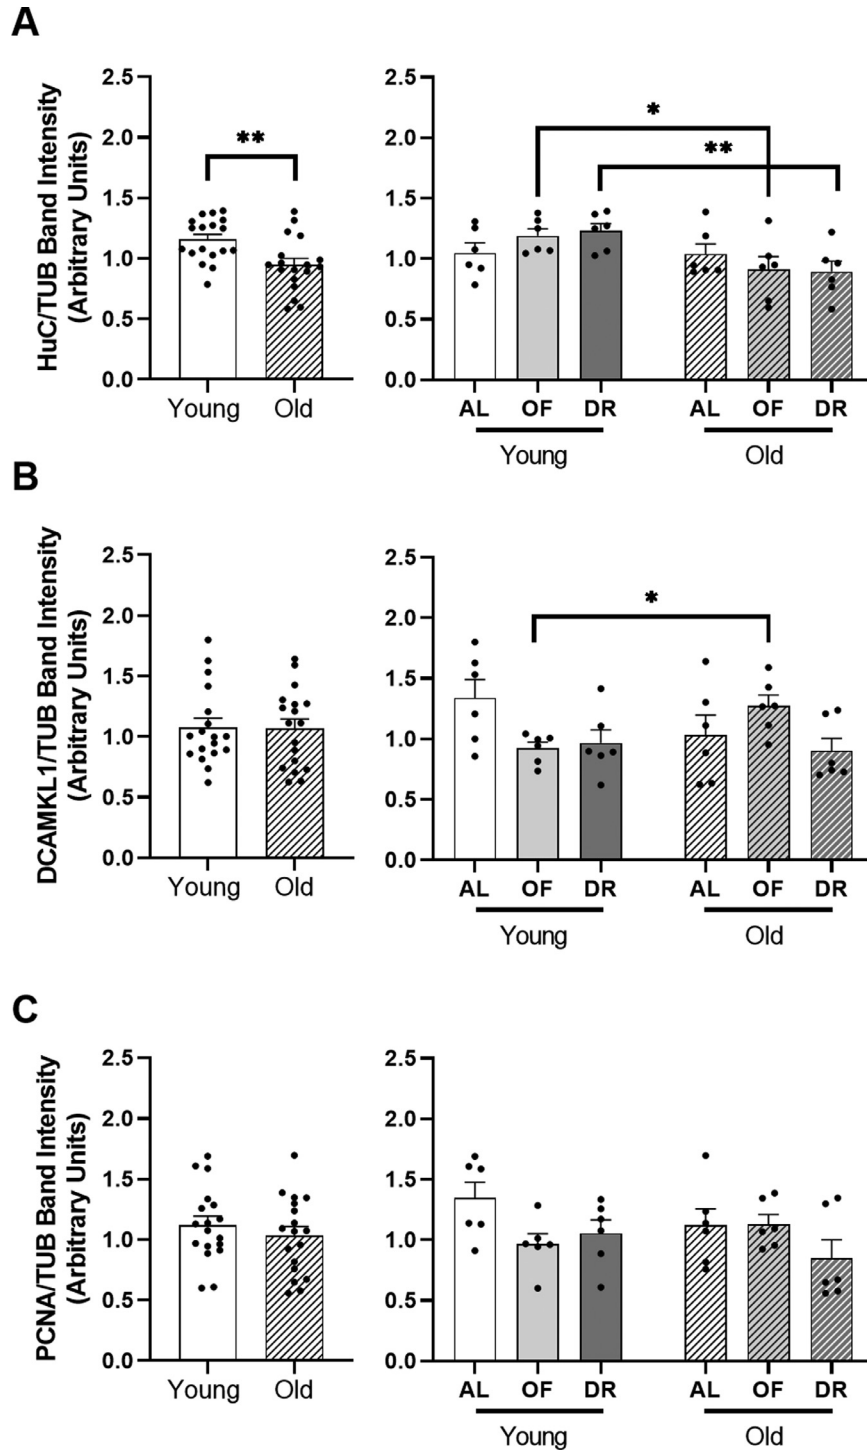 A
HuC/TUB Band Intensity
(Arbitrary Units)
2.5
2.0
1.5
1.0
0.5
0.0
**
Young Old
2.5
2.0
1.5
1.0
0.5
0.0
*
**
AL OF DR AL OF DR
Young Old
B
DCAMKL1/TUB Band Intensity
(Arbitrary Units)
2.5
2.0
1.5
1.0
0.5
0.0
Young Old
2.5
2.0
1.5
1.0
0.5
0.0
*
AL OF DR AL OF DR
Young Old
C
PCNA/TUB Band Intensity
(Arbitrary Units)
2.5
2.0
1.5
1.0
0.5
0.0
Young Old
2.5
2.0
1.5
1.0
0.5
0.0
AL OF DR AL OF DR
Young Old